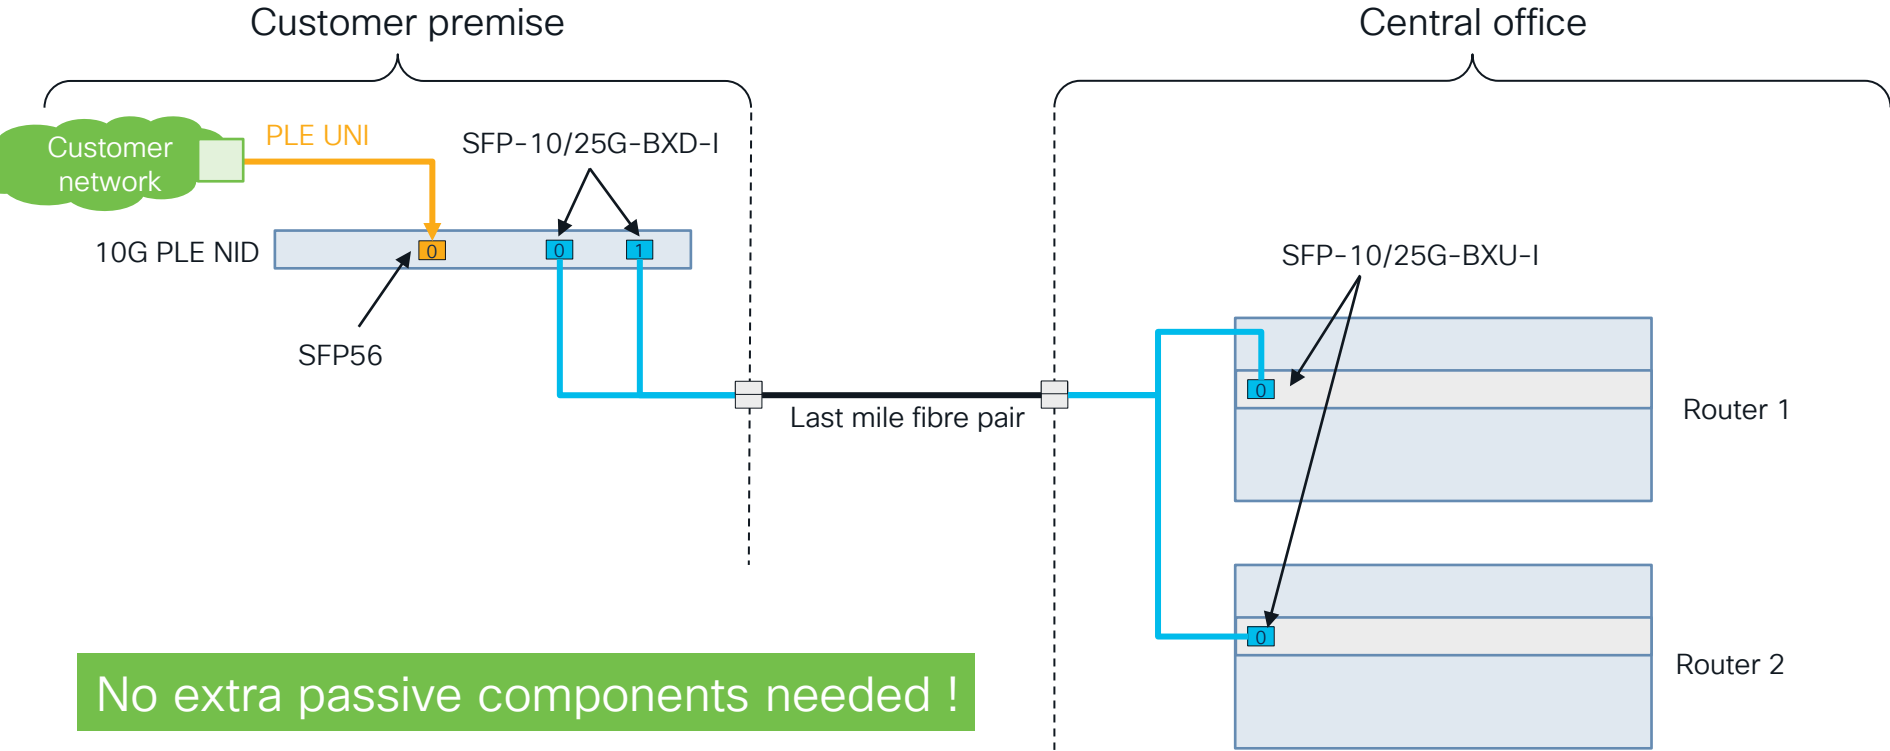 Customer premise
Central office
Customer
network
PLE UNI
SFP-10/25G-BXD-I
10G PLE NID
0
0
1
SFP56
SFP-10/25G-BXU-I
0
Last mile fibre pair
Router 1
0
Router 2
No extra passive components needed !